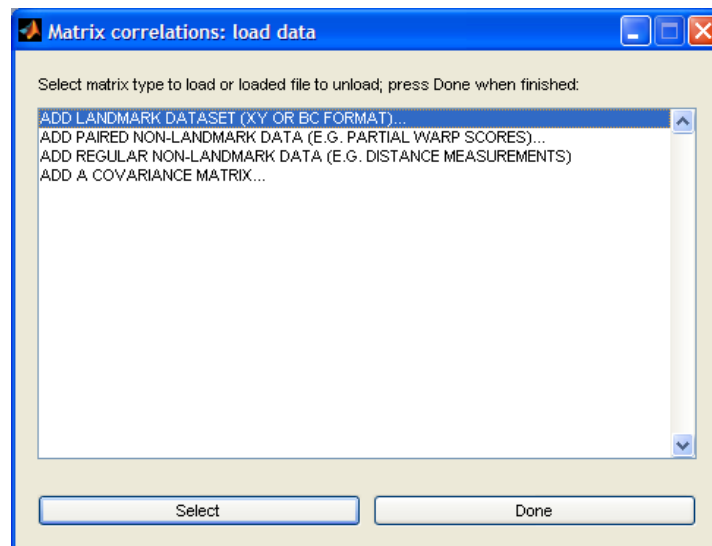 Matrix correlations: load data
Select matrix type to load or loaded file to unload; press Done when finished:
ADD LANDMARK DATASET (XY OR BC FORMAT)...
ADD PAIRED NON-LANDMARK DATA (E.G. PARTIAL WARP SCORES)...
ADD REGULAR NON-LANDMARK DATA (E.G. DISTANCE MEASUREMENTS)
ADD A COVARIANCE MATRIX...
Select Done